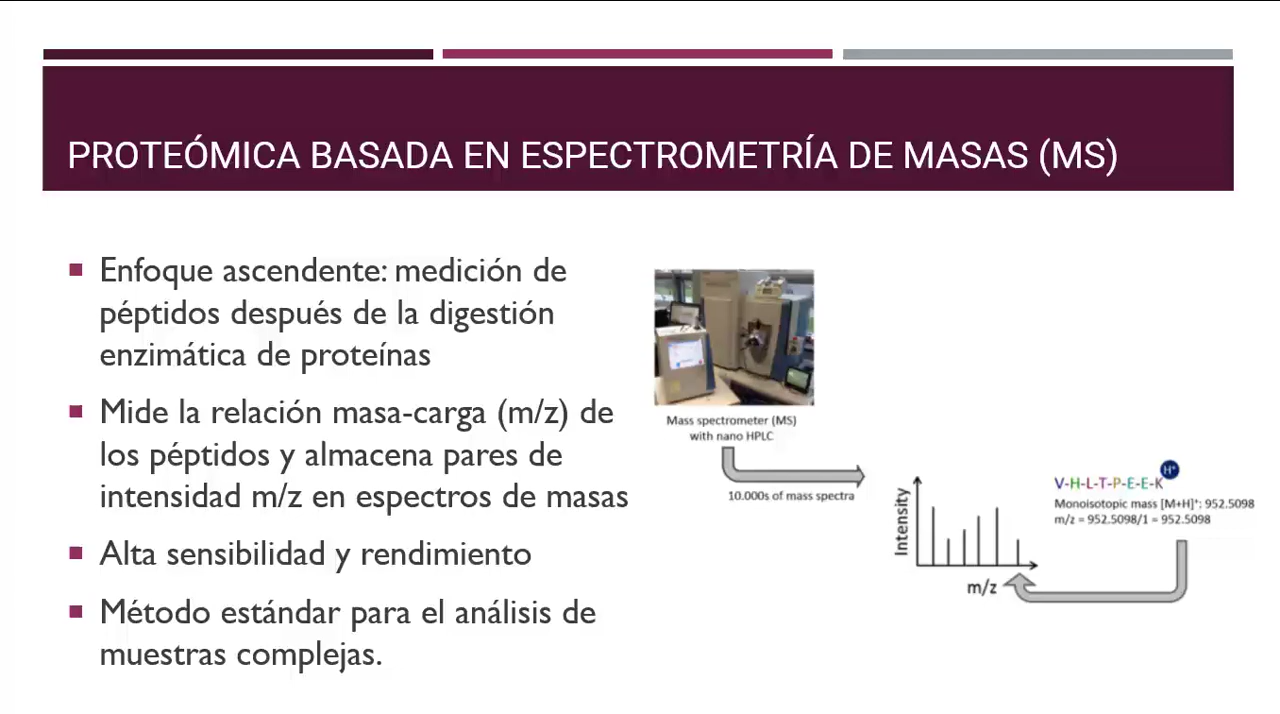 PROTEÓMICA BASADA EN ESPECTROMETRÍA DE MASAS (MS)
Enfoque ascendente: medición de
péptidos después de la digestión
enzimática de proteínas
Mide la relación masa-carga (m/z) de
los péptidos y almacena pares de
intensidad m/z en espectros de masas
Alta sensibilidad y rendimiento
Método estándar para el análisis de
muestras complejas.
Mass spectrometer (MS)
with nano HPLC
10.000s of mass spectra
Intensity
m/z
H⁺
V-H-L-T-P-E-E-K
Monoisotopic mass [M+H]⁺: 952.5098
m/z = 952.5098/1 = 952.5098